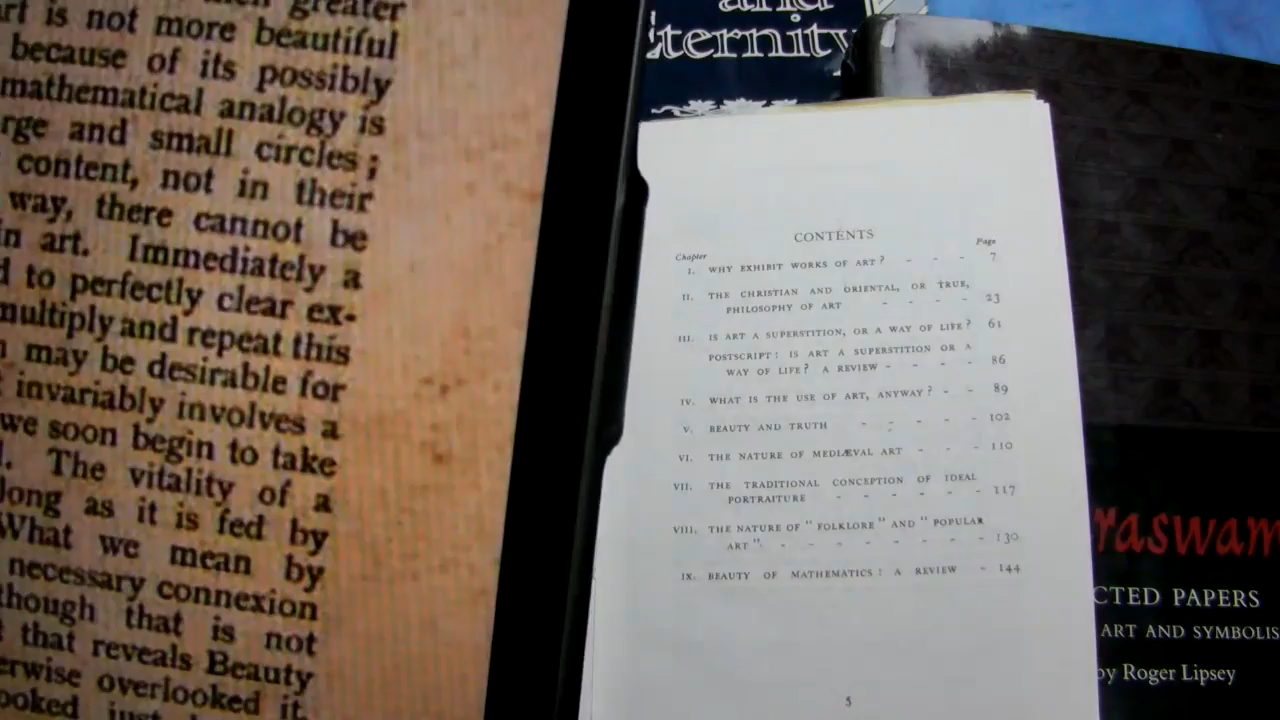 greater
art is not more beautiful
because of its possibly
mathematical analogy is
and small circles;
content, not in their
way, there cannot be
in art. Immediately a
to perfectly clear ex-
multiply and repeat this
may be desirable for
invariably involves a
we soon begin to take
The vitality of a
long as it is fed by
What we mean by
necessary connexion
though that is not
that reveals Beauty
overlooked it.
and
Eternity
CONTENTS
Chapter Page
I. WHY EXHIBIT WORKS OF ART? - - - 7
II. THE CHRISTIAN AND ORIENTAL, OR TRUE,
PHILOSOPHY OF ART - - - - 23
III. IS ART A SUPERSTITION, OR A WAY OF LIFE? 61
POSTSCRIPT: IS ART A SUPERSTITION OR A
WAY OF LIFE? A REVIEW - - - - 86
IV. WHAT IS THE USE OF ART, ANYWAY? - - 89
V. BEAUTY AND TRUTH - - - - - 102
VI. THE NATURE OF MEDIÆVAL ART - - - 110
VII. THE TRADITIONAL CONCEPTION OF IDEAL
PORTRAITURE - - - - - - 117
VIII. THE NATURE OF "FOLKLORE" AND "POPULAR
ART" - - - - - - - - 130
IX. BEAUTY OF MATHEMATICS: A REVIEW - 144
5
raswam
CTED PAPERS
ART AND SYMBOLIS
by Roger Lipsey